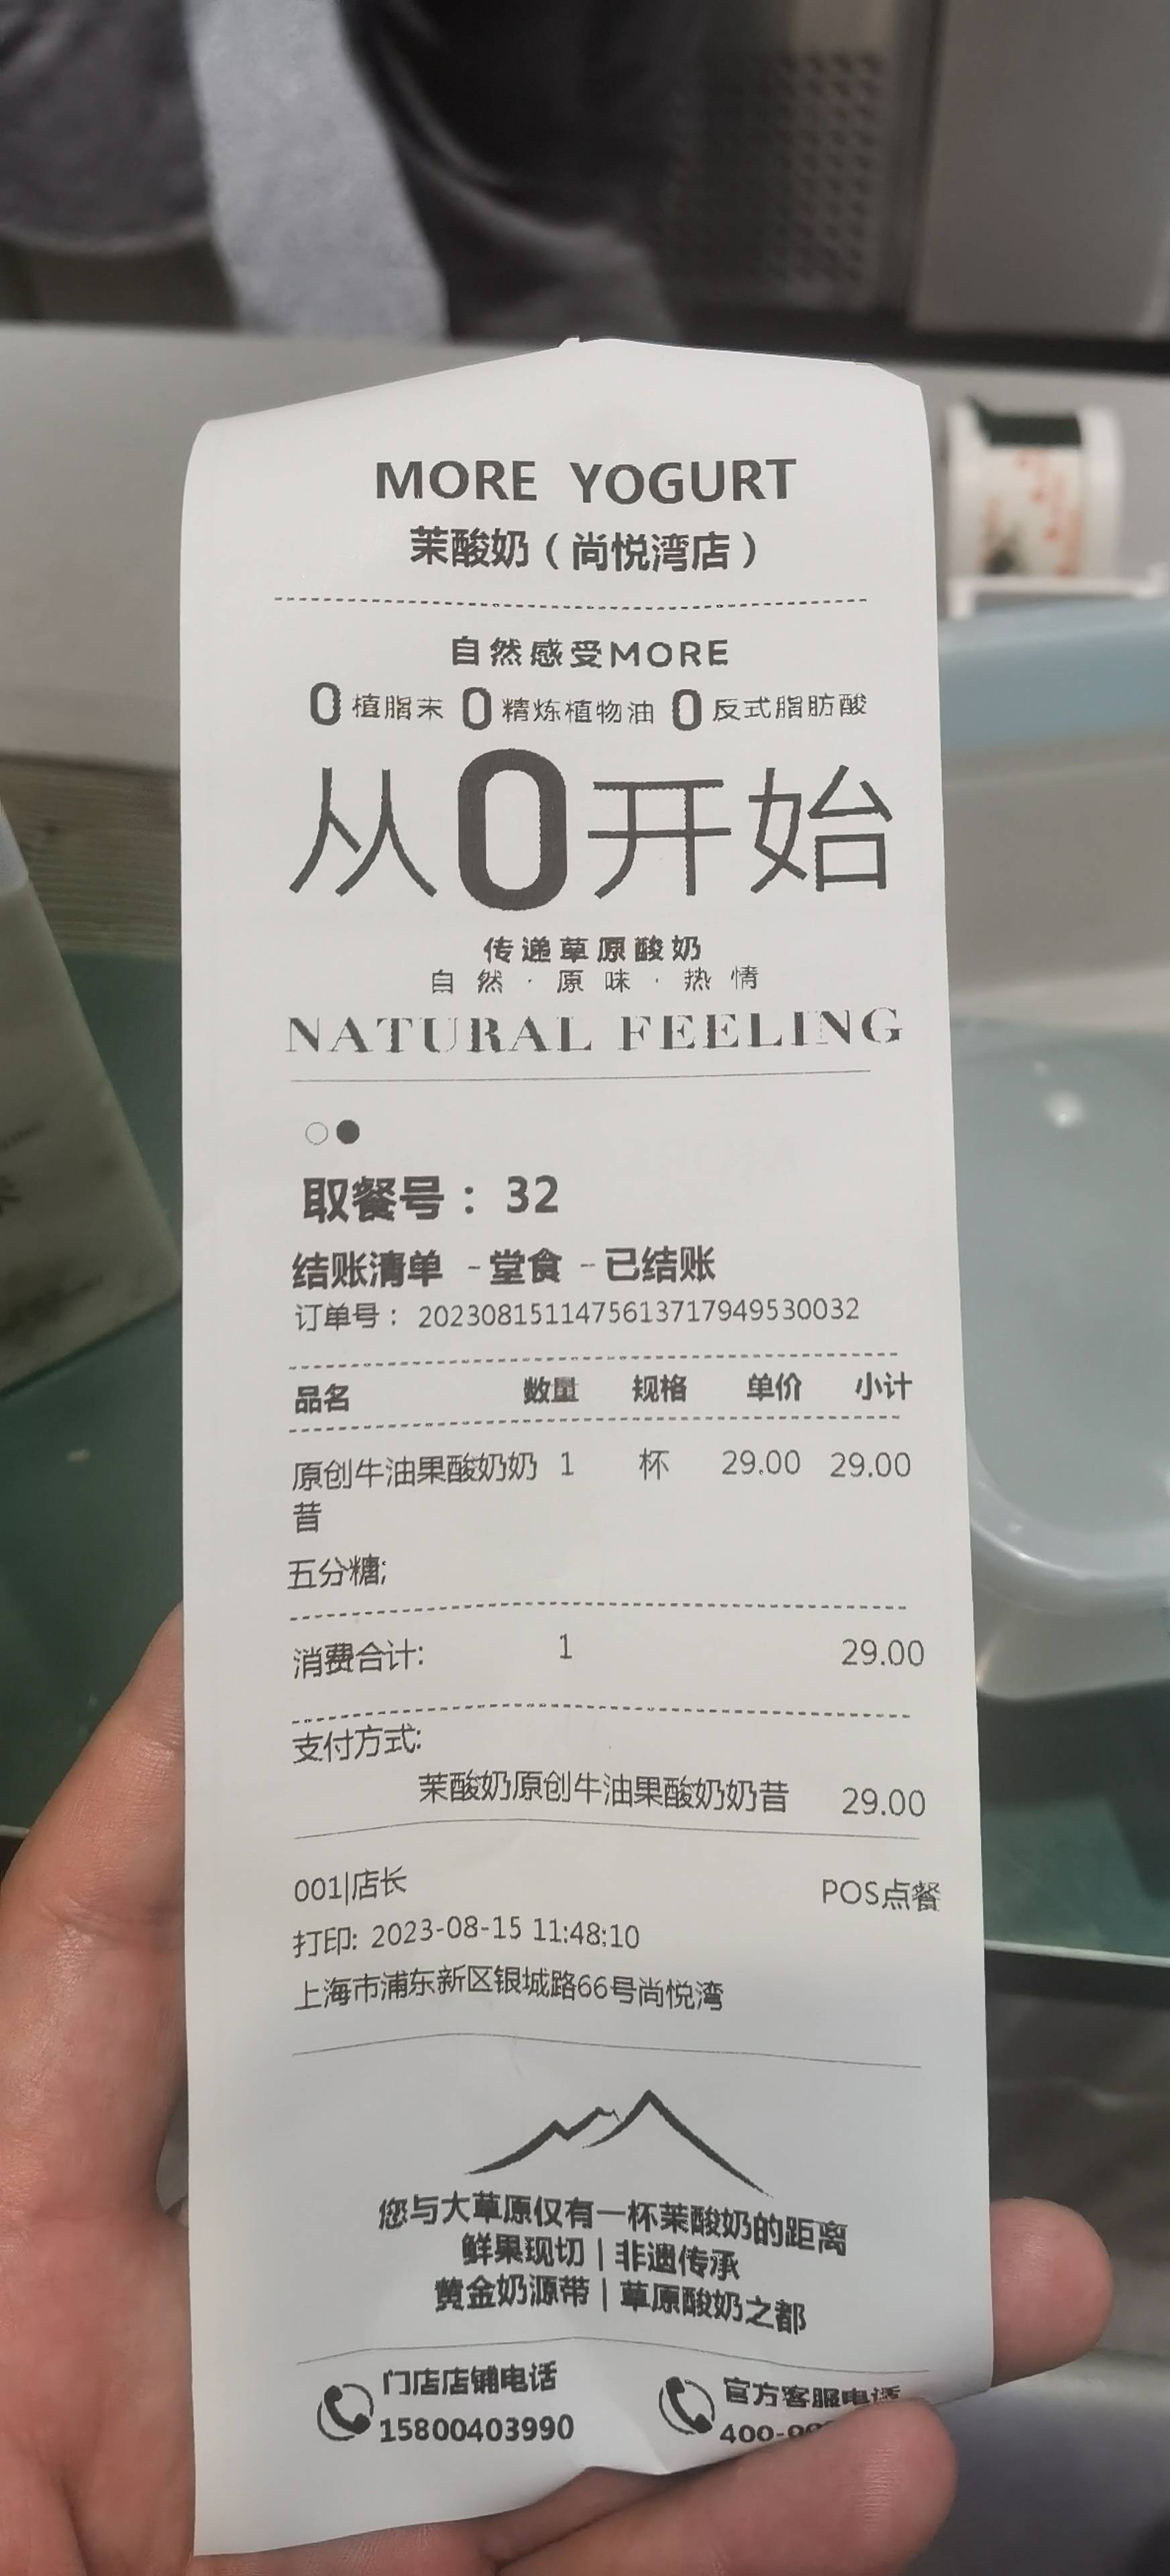 MORE YOGURT
茉酸奶（尚悦湾店）
自然感受MORE
0植脂末 0精炼植物油 0反式脂肪酸
从0开始
传递草原酸奶
自然·原味·热情
NATURAL FEELING
取餐号：32
结账清单 -堂食 -已结账
订单号：2023081511475613717949530032
品名 数量 规格 单价 小计
原创牛油果酸奶奶 1 杯 29.00 29.00
昔
五分糖;
消费合计: 1 29.00
支付方式:
茉酸奶原创牛油果酸奶奶昔 29.00
001|店长 POS点餐
打印: 2023-08-15 11:48:10
上海市浦东新区银城路66号尚悦湾
您与大草原仅有一杯茉酸奶的距离
鲜果现切|非遗传承
黄金奶源带|草原酸奶之都
门店店铺电话 官方客服电话
15800403990 400-